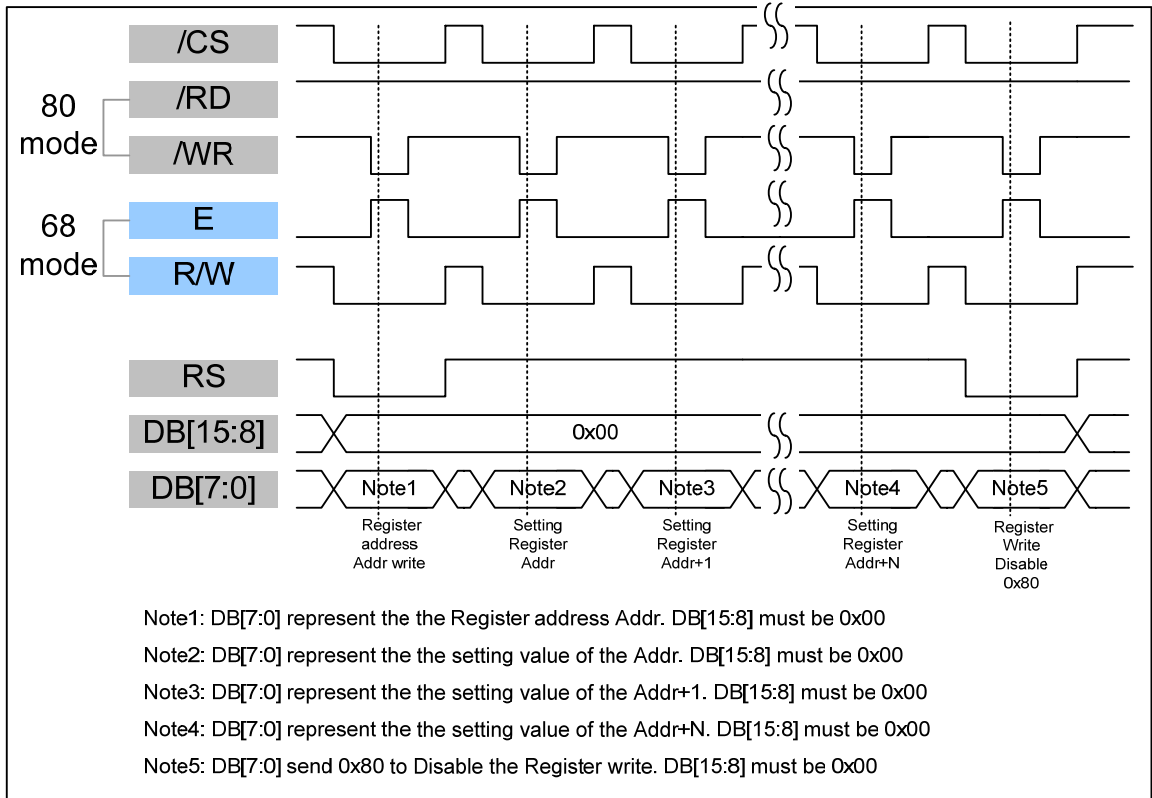 /CS
/RD
80
mode
/WR
E
68
mode
R/W
RS
DB[15:8]
0x00
DB[7:0]
Note1
Note2
Note3
Note4
Note5
Register
address
Addr write
Setting
Register
Addr
Setting
Register
Addr+1
Setting
Register
Addr+N
Register
Write
Disable
0x80
Note1: DB[7:0] represent the the Register address Addr. DB[15:8] must be 0x00
Note2: DB[7:0] represent the the setting value of the Addr. DB[15:8] must be 0x00
Note3: DB[7:0] represent the the setting value of the Addr+1. DB[15:8] must be 0x00
Note4: DB[7:0] represent the the setting value of the Addr+N. DB[15:8] must be 0x00
Note5: DB[7:0] send 0x80 to Disable the Register write. DB[15:8] must be 0x00